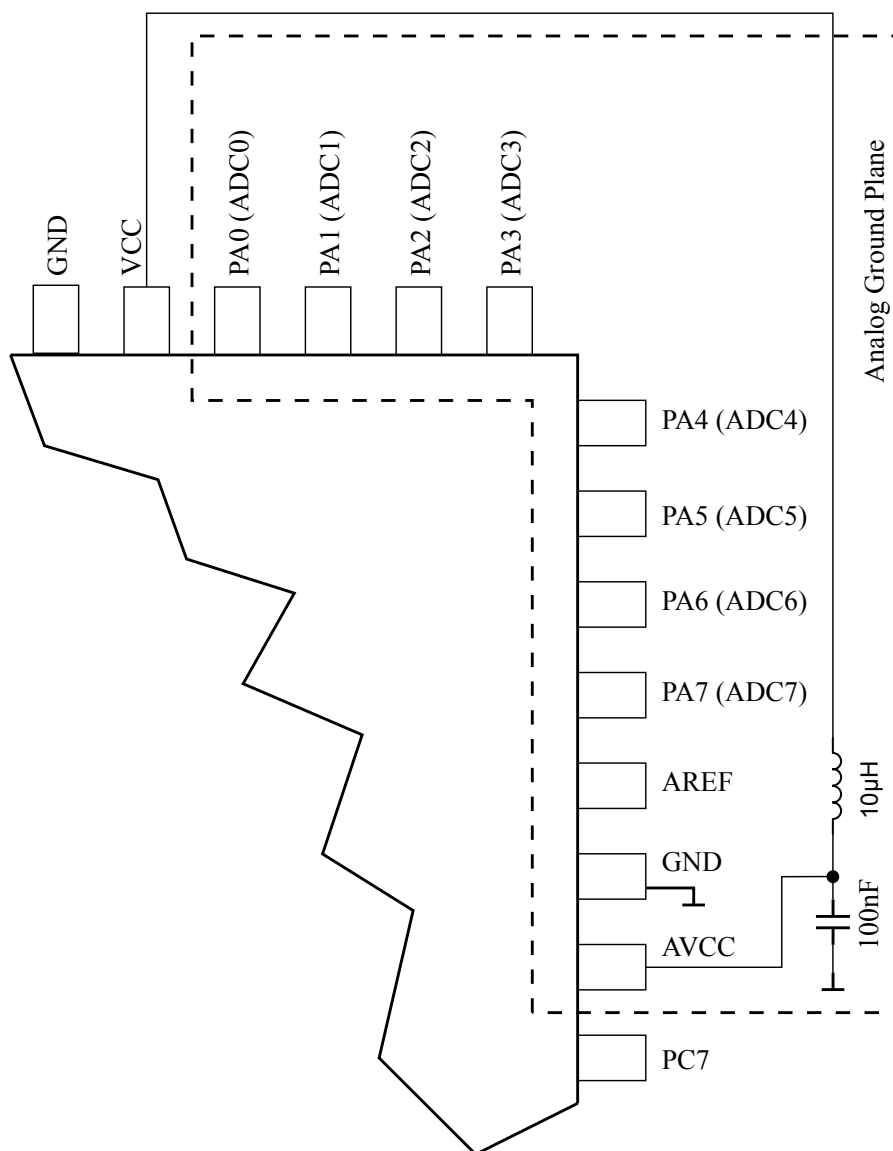 GND
VCC
PA0 (ADC0)
PA1 (ADC1)
PA2 (ADC2)
PA3 (ADC3)
Analog Ground Plane
PA4 (ADC4)
PA5 (ADC5)
PA6 (ADC6)
PA7 (ADC7)
AREF
10µH
GND
100nF
AVCC
PC7